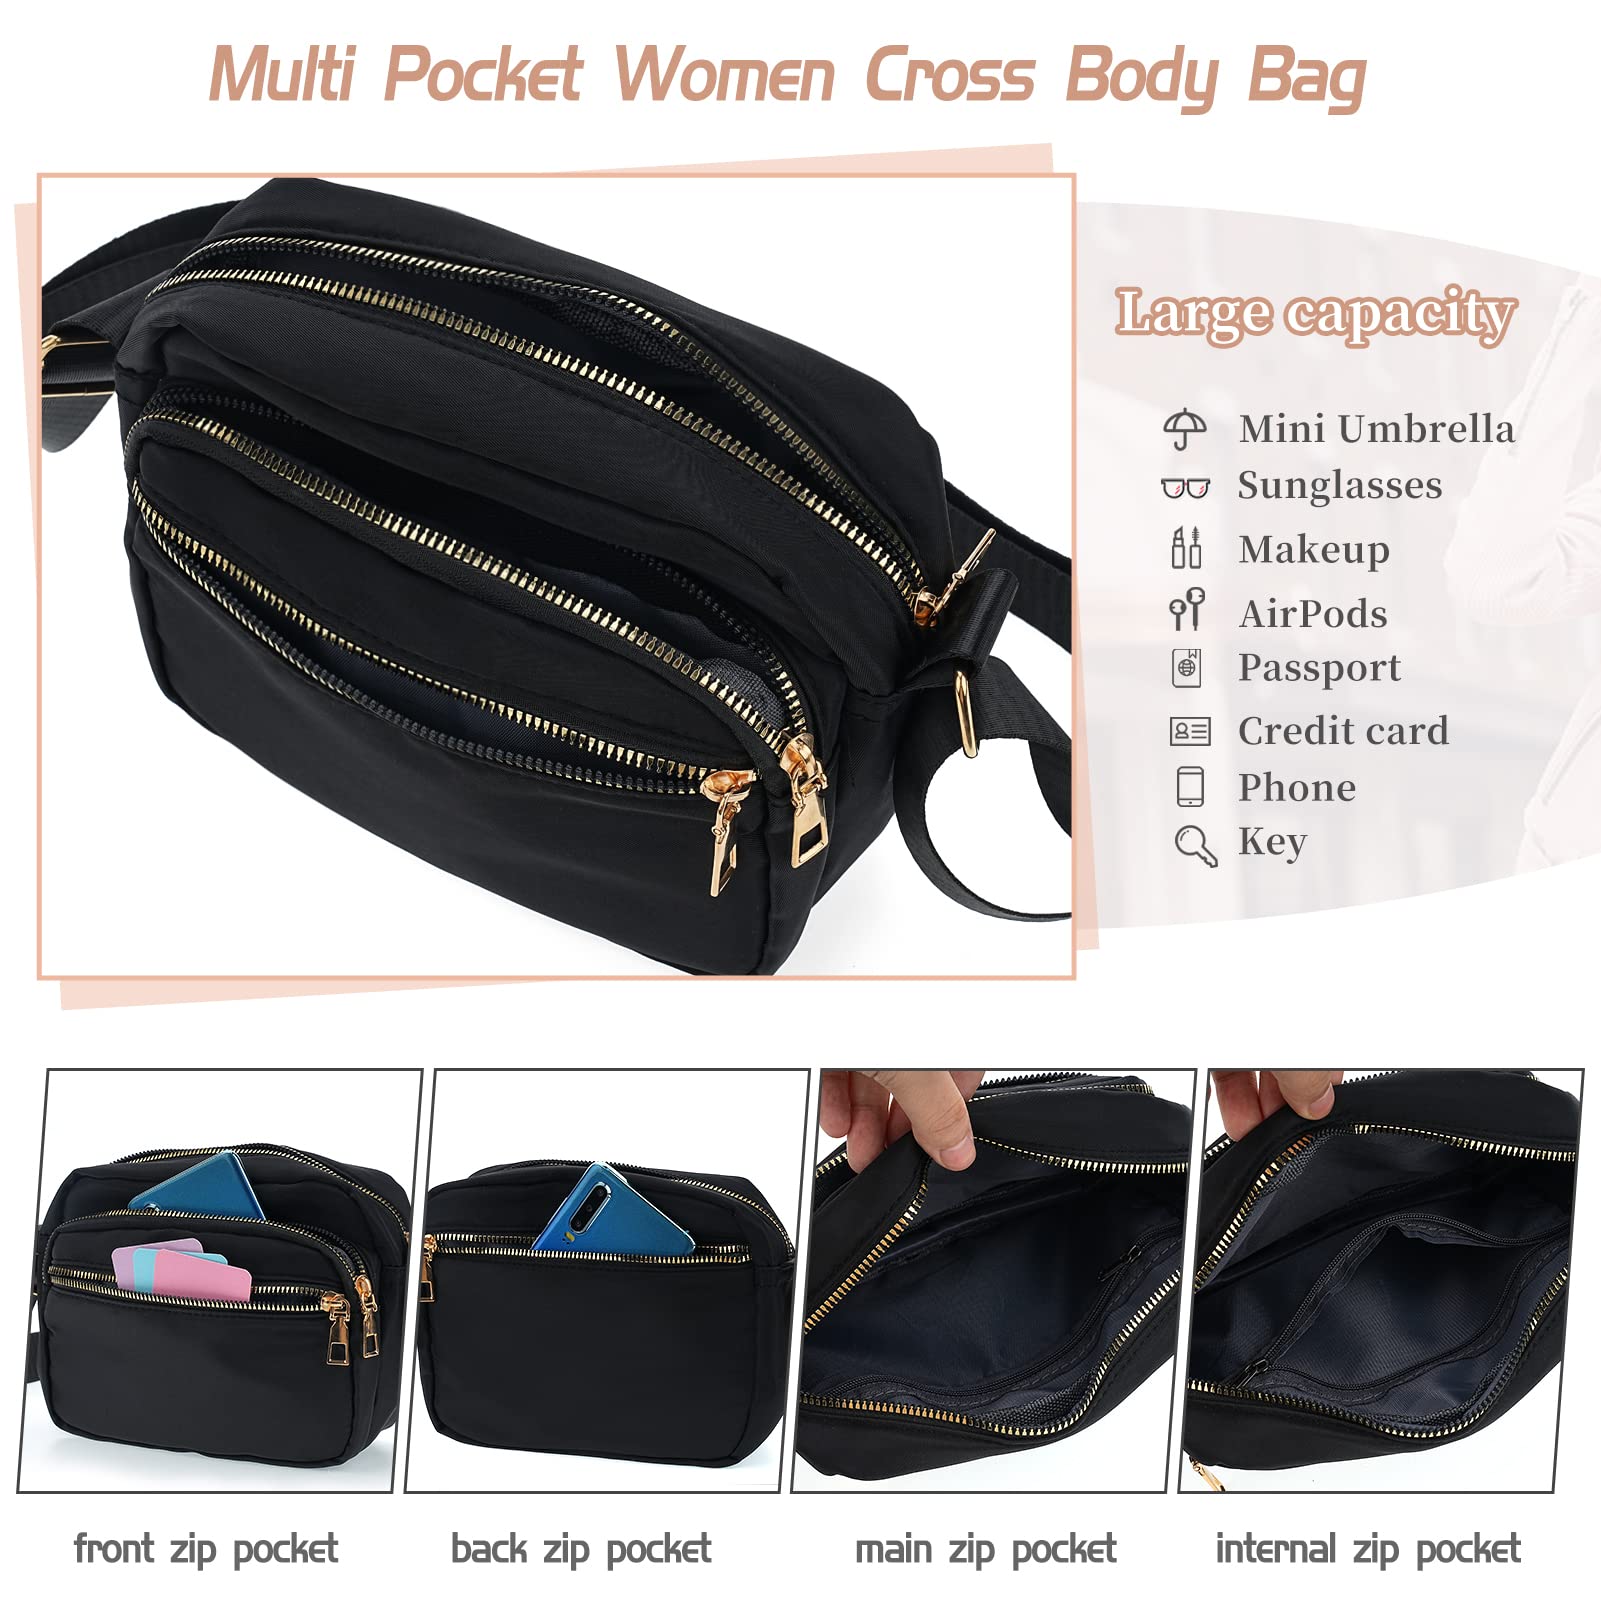 Multi Pocket Women Cross Body Bag
Large capacity
Mini Umbrella
Sunglasses
Makeup
AirPods
Passport
Credit card
Phone
Key
front zip pocket
back zip pocket
main zip pocket
internal zip pocket